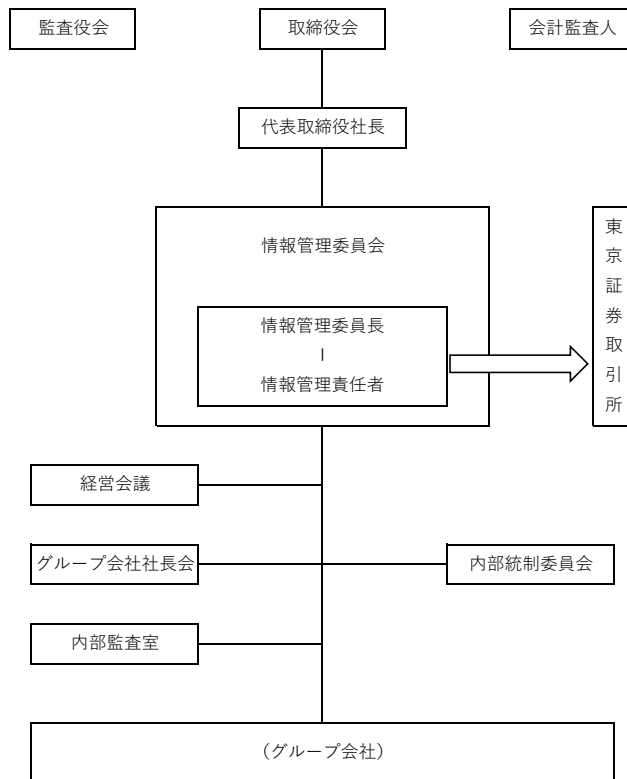 監査役会
取締役会
会計監査人
代表取締役社長
情報管理委員会
情報管理委員長
情報管理責任者
東京証券取引所
経営会議
グループ会社社長会
内部統制委員会
内部監査室
（グループ会社）